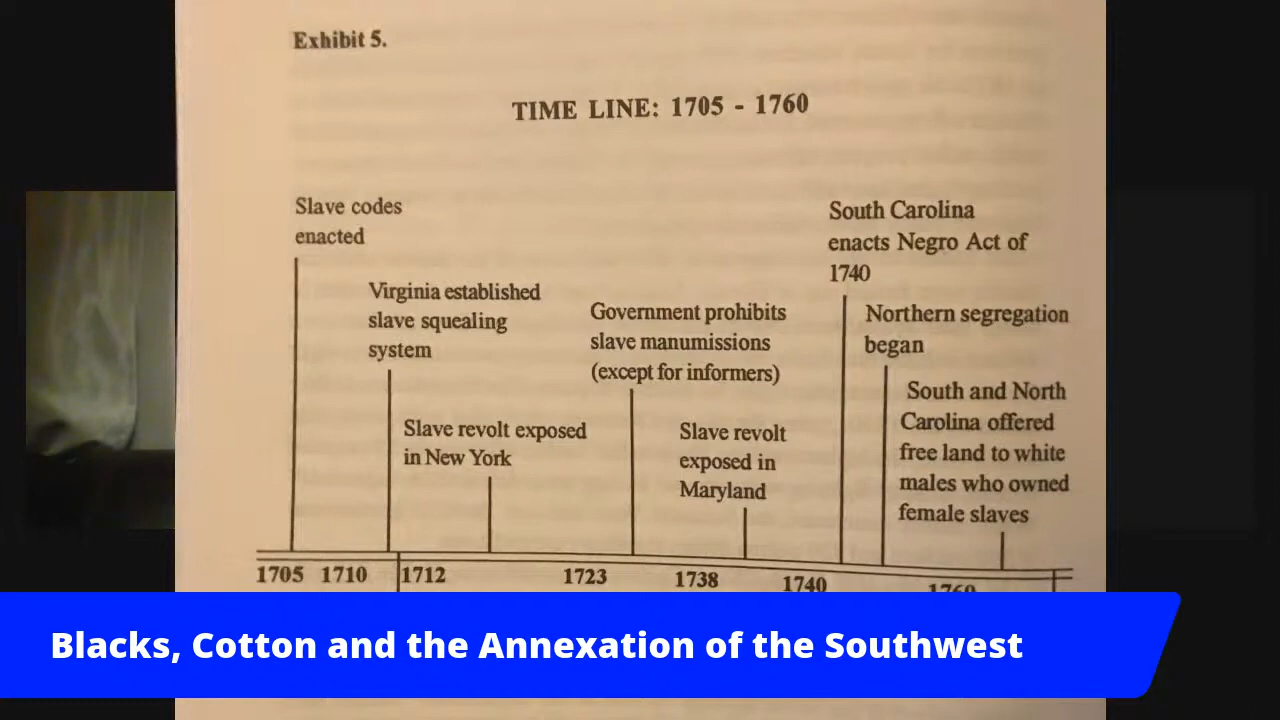 Exhibit 5.
TIME LINE: 1705 - 1760
Slave codes
enacted
Virginia established
slave squealing
system
Slave revolt exposed
in New York
Government prohibits
slave manumissions
(except for informers)
Slave revolt
exposed in
Maryland
South Carolina
enacts Negro Act of
1740
Northern segregation
began
South and North
Carolina offered
free land to white
males who owned
female slaves
1705 1710 1712 1723 1738 1740 1760
Blacks, Cotton and the Annexation of the Southwest